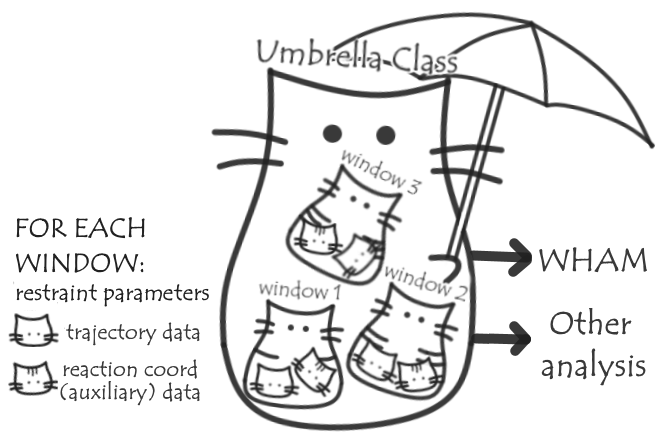 Umbrella Class
window 3
FOR EACH
WINDOW:
restraint parameters
trajectory data
reaction coord
(auxiliary) data
window 1
window 2
WHAM
Other
analysis